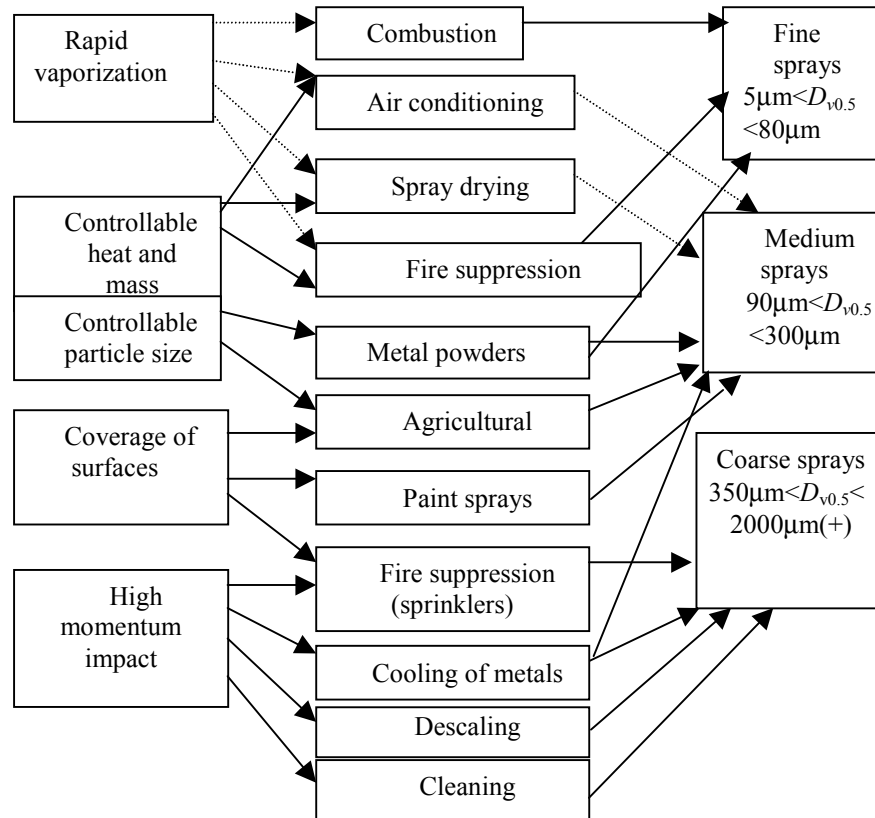 Rapid
vaporization
Controllable
heat and
mass
Controllable
particle size
Coverage of
surfaces
High
momentum
impact
Combustion
Air conditioning
Spray drying
Fire suppression
Metal powders
Agricultural
Paint sprays
Fire suppression
(sprinklers)
Cooling of metals
Descaling
Cleaning
Fine
sprays
5μm<Dv0.5
<80μm
Medium
sprays
90μm<Dv0.5
<300μm
Coarse sprays
350μm<Dv0.5<
2000μm(+)